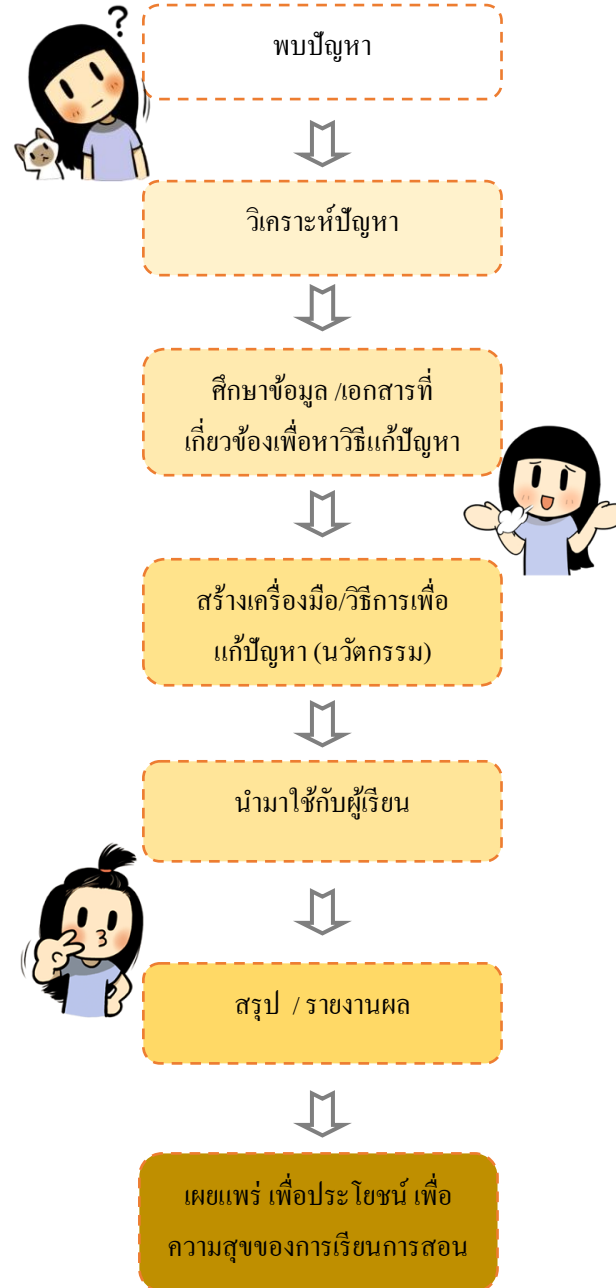 ?
พบปัญหา
วิเคราะห์ปัญหา
ศึกษาข้อมูล /เอกสารที่
เกี่ยวข้องเพื่อหาวิธีแก้ปัญหา
สร้างเครื่องมือ/วิธีการเพื่อ
แก้ปัญหา (นวัตกรรม)
นำมาใช้กับผู้เรียน
สรุป / รายงานผล
เผยแพร่ เพื่อประโยชน์ เพื่อ
ความสุขของการเรียนการสอน